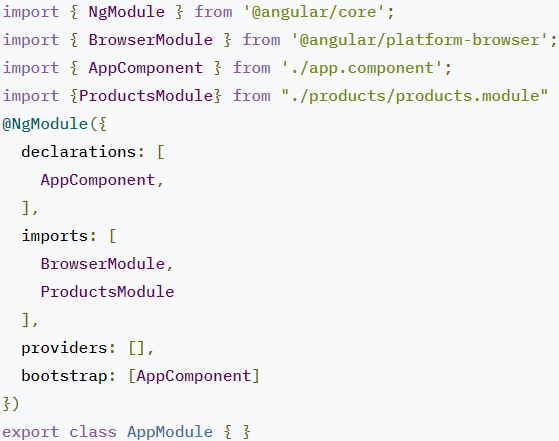 import { NgModule } from '@angular/core';
import { BrowserModule } from '@angular/platform-browser';
import { AppComponent } from './app.component';
import {ProductsModule} from "./products/products.module"
@NgModule({
  declarations: [
    AppComponent,
  ],
  imports: [
    BrowserModule,
    ProductsModule
  ],
  providers: [],
  bootstrap: [AppComponent]
})
export class AppModule { }